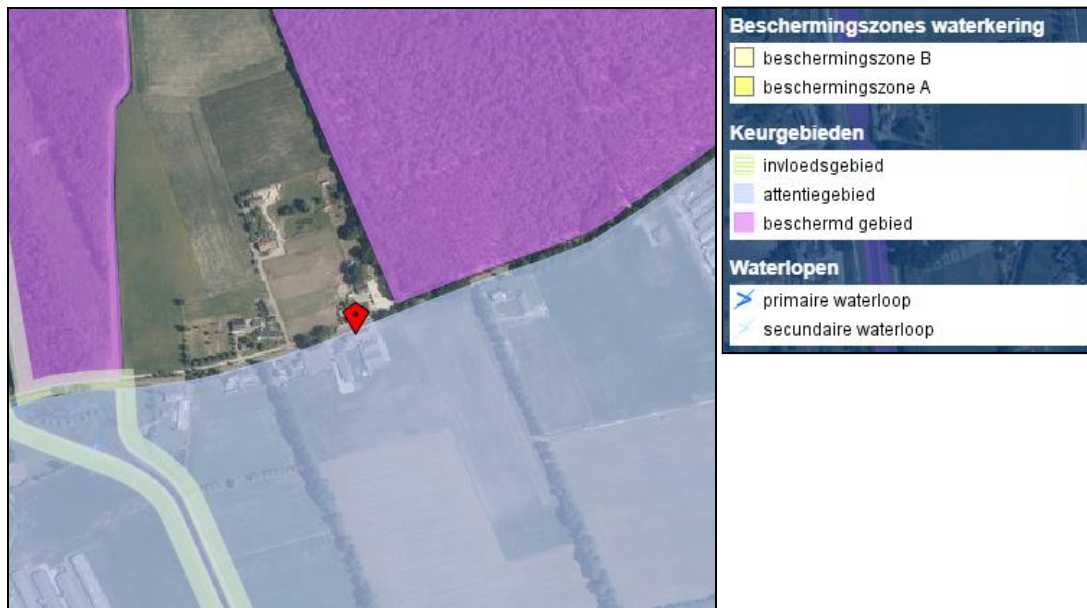 Beschermingszones waterkering
beschermingszone B
beschermingszone A
Keurgebieden
invloedsgebied
attentiegebied
beschermd gebied
Waterlopen
primaire waterloop
secundaire waterloop